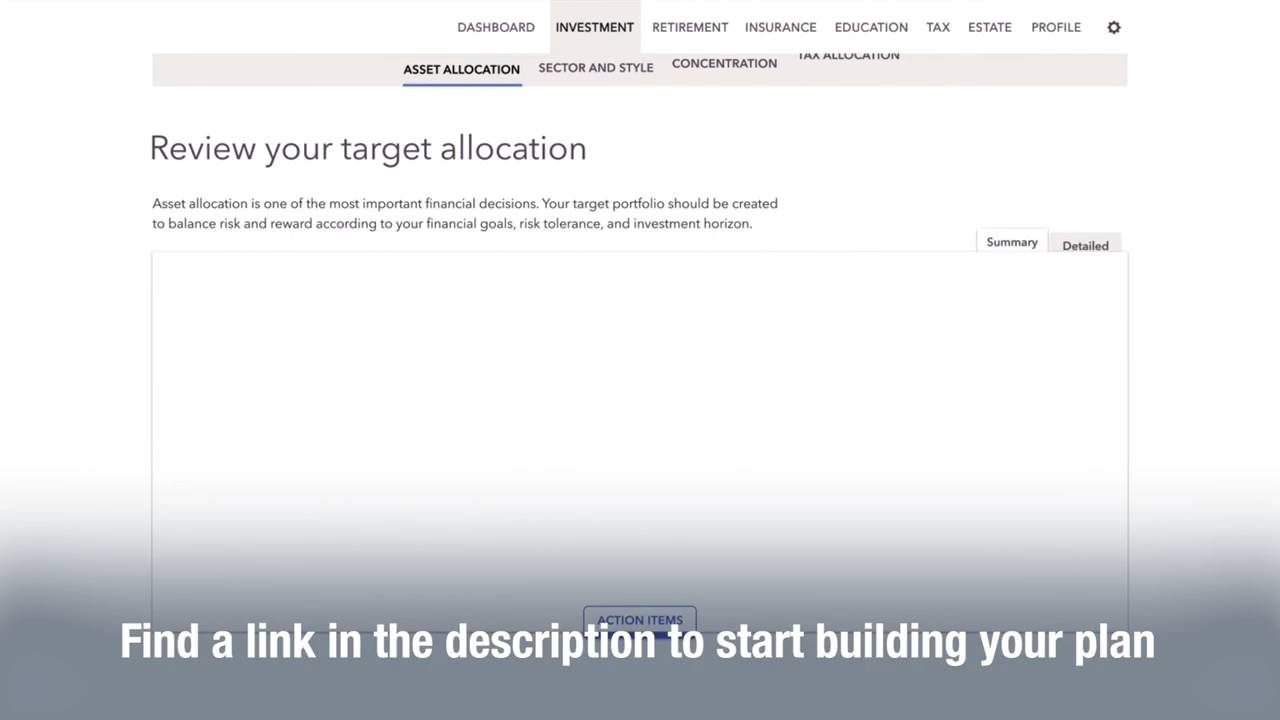 DASHBOARD INVESTMENT RETIREMENT INSURANCE EDUCATION TAX ESTATE PROFILE
ASSET ALLOCATION SECTOR AND STYLE CONCENTRATION TAX ALLOCATION
Review your target allocation
Asset allocation is one of the most important financial decisions. Your target portfolio should be created
to balance risk and reward according to your financial goals, risk tolerance, and investment horizon.
Summary Detailed
ACTION ITEMS
Find a link in the description to start building your plan